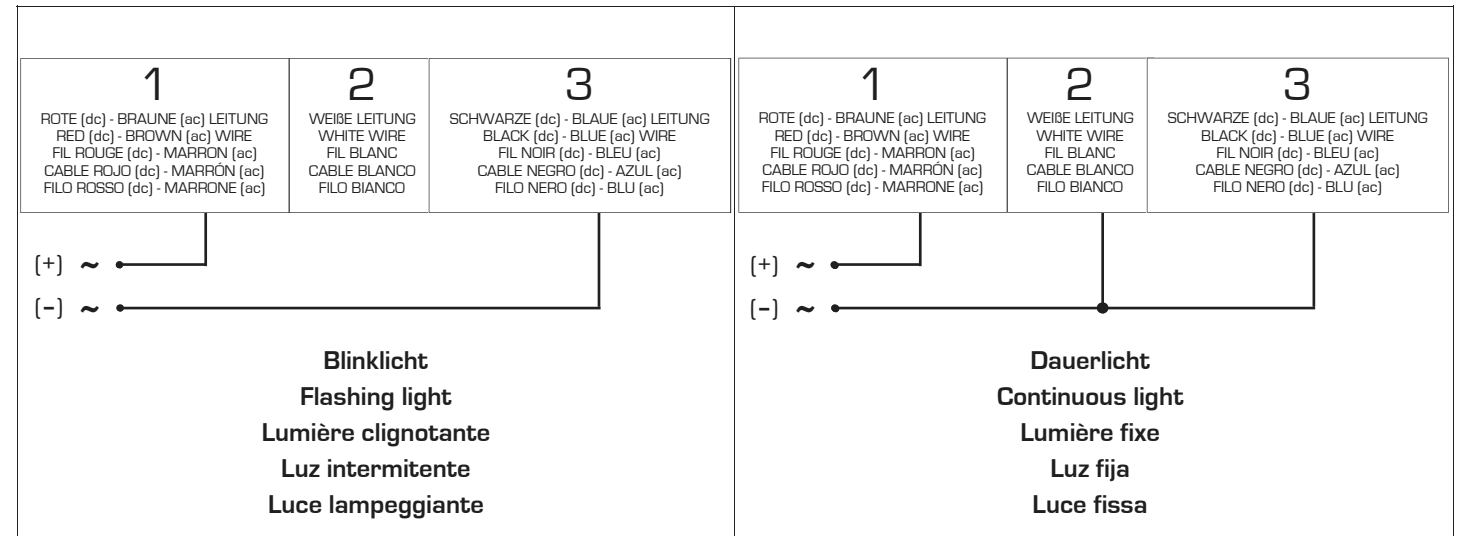 1
ROTE (dc) - BRAUNE (ac) LEITUNG
RED (dc) - BROWN (ac) WIRE
FIL ROUGE (dc) - MARRON (ac)
CABLE ROJO (dc) - MARRÓN (ac)
FILO ROSSO (dc) - MARRONE (ac)
2
WEIßE LEITUNG
WHITE WIRE
FIL BLANC
CABLE BLANCO
FILO BIANCO
3
SCHWARZE (dc) - BLAUE (ac) LEITUNG
BLACK (dc) - BLUE (ac) WIRE
FIL NOIR (dc) - BLEU (ac)
CABLE NEGRO (dc) - AZUL (ac)
FILO NERO (dc) - BLU (ac)
(+) ~
(-) ~
Blinklicht
Flashing light
Lumière clignotante
Luz intermitente
Luce lampeggiante
1
ROTE (dc) - BRAUNE (ac) LEITUNG
RED (dc) - BROWN (ac) WIRE
FIL ROUGE (dc) - MARRON (ac)
CABLE ROJO (dc) - MARRÓN (ac)
FILO ROSSO (dc) - MARRONE (ac)
2
WEIßE LEITUNG
WHITE WIRE
FIL BLANC
CABLE BLANCO
FILO BIANCO
3
SCHWARZE (dc) - BLAUE (ac) LEITUNG
BLACK (dc) - BLUE (ac) WIRE
FIL NOIR (dc) - BLEU (ac)
CABLE NEGRO (dc) - AZUL (ac)
FILO NERO (dc) - BLU (ac)
(+) ~
(-) ~
Dauerlicht
Continuous light
Lumière fixe
Luz fija
Luce fissa